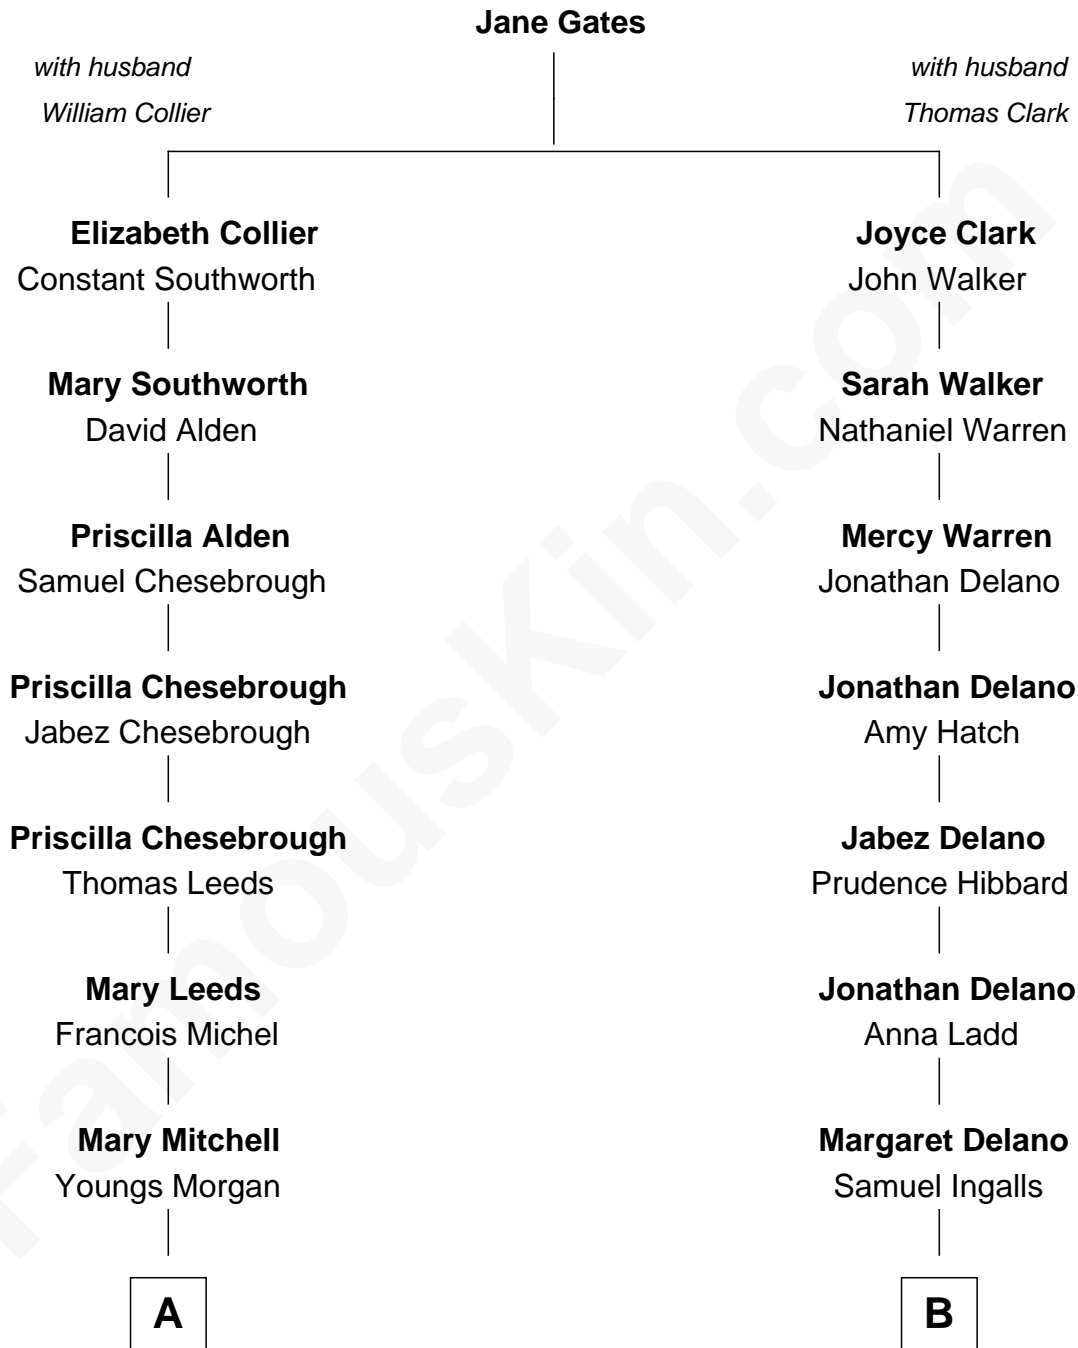 Jane Gates
with husband
William Collier
with husband
Thomas Clark
Elizabeth Collier
Constant Southworth
Joyce Clark
John Walker
Mary Southworth
David Alden
Sarah Walker
Nathaniel Warren
Priscilla Alden
Samuel Chesebrough
Mercy Warren
Jonathan Delano
Priscilla Chesebrough
Jabez Chesebrough
Jonathan Delano
Amy Hatch
Priscilla Chesebrough
Thomas Leeds
Jabez Delano
Prudence Hibbard
Mary Leeds
Francois Michel
Jonathan Delano
Anna Ladd
Mary Mitchell
Youngs Morgan
Margaret Delano
Samuel Ingalls
A
B
FamousKin.com